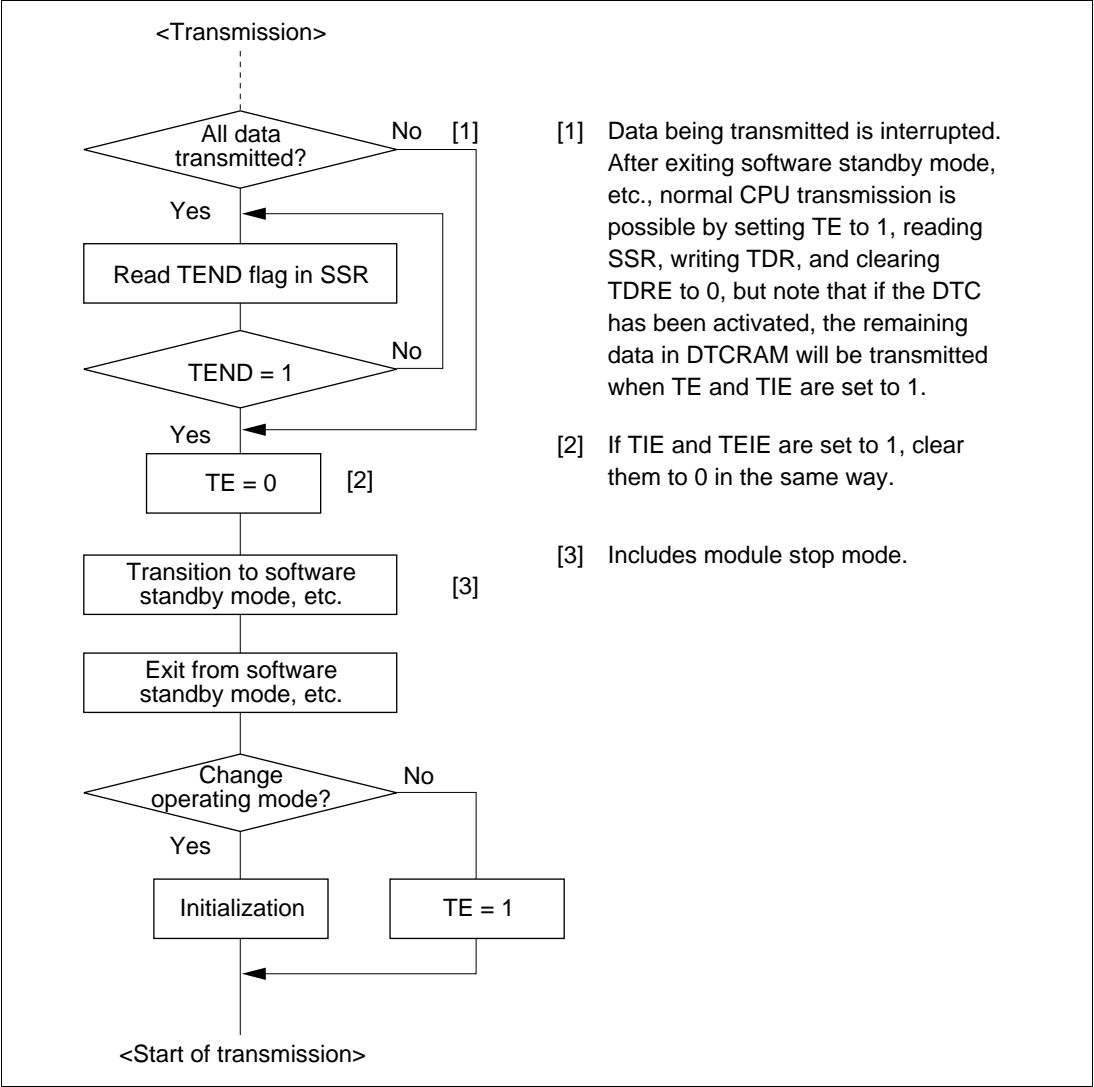 <Transmission>
All data
transmitted?
No [1]
Yes
Read TEND flag in SSR
TEND = 1
No
Yes
TE = 0
[2]
Transition to software
standby mode, etc.
[3]
Exit from software
standby mode, etc.
Change
operating mode?
No
Yes
Initialization
TE = 1
<Start of transmission>
[1] Data being transmitted is interrupted.
After exiting software standby mode,
etc., normal CPU transmission is
possible by setting TE to 1, reading
SSR, writing TDR, and clearing
TDRE to 0, but note that if the DTC
has been activated, the remaining
data in DTCRAM will be transmitted
when TE and TIE are set to 1.
[2] If TIE and TEIE are set to 1, clear
them to 0 in the same way.
[3] Includes module stop mode.